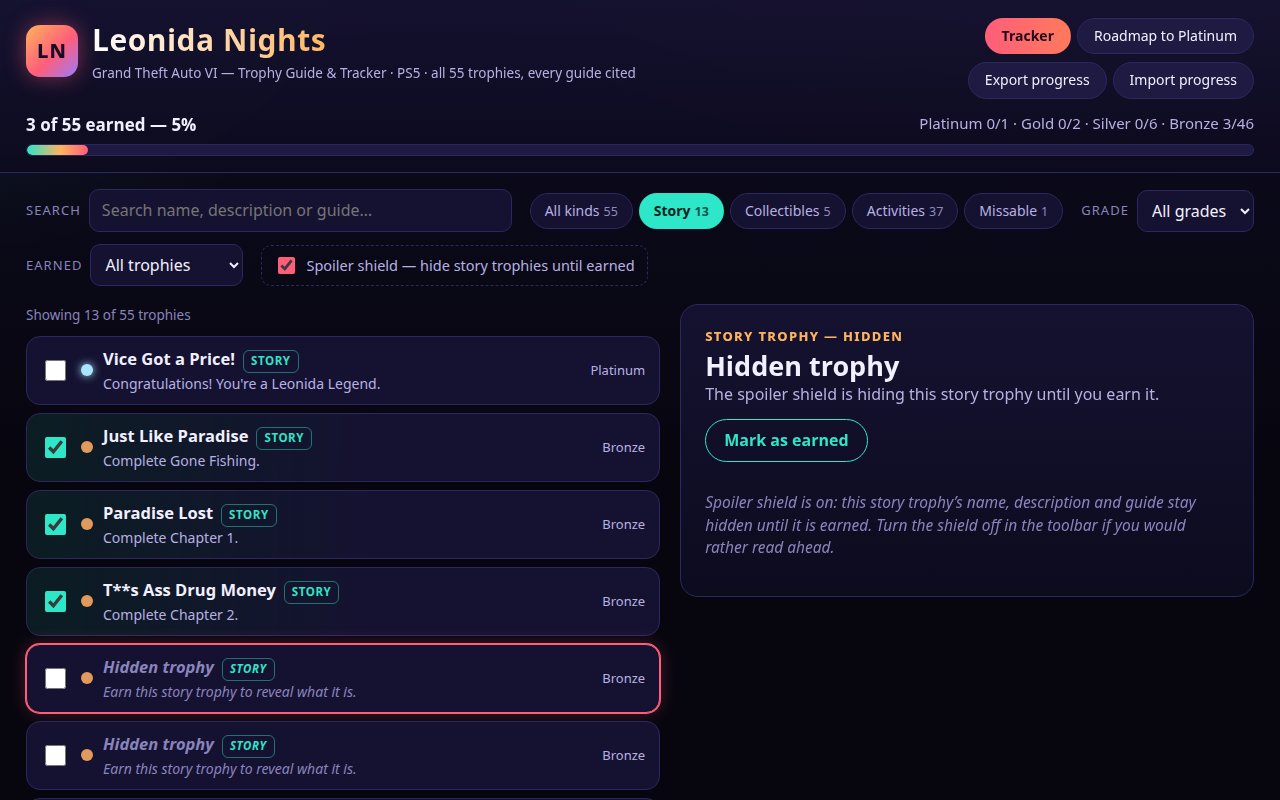 LN
Leonida Nights
Grand Theft Auto VI — Trophy Guide & Tracker · PS5 · all 55 trophies, every guide cited
Tracker
Roadmap to Platinum
Export progress
Import progress
3 of 55 earned — 5%
Platinum 0/1 · Gold 0/2 · Silver 0/6 · Bronze 3/46
SEARCH
Search name, description or guide...
All kinds 55
Story 13
Collectibles 5
Activities 37
Missable 1
GRADE
All grades
EARNED
All trophies
Spoiler shield — hide story trophies until earned
Showing 13 of 55 trophies
Vice Got a Price! STORY
Congratulations! You're a Leonida Legend.
Platinum
Just Like Paradise STORY
Complete Gone Fishing.
Bronze
Paradise Lost STORY
Complete Chapter 1.
Bronze
T**s Ass Drug Money STORY
Complete Chapter 2.
Bronze
Hidden trophy STORY
Earn this story trophy to reveal what it is.
Bronze
Hidden trophy STORY
Earn this story trophy to reveal what it is.
Bronze
STORY TROPHY — HIDDEN
Hidden trophy
The spoiler shield is hiding this story trophy until you earn it.
Mark as earned
Spoiler shield is on: this story trophy’s name, description and guide stay
hidden until it is earned. Turn the shield off in the toolbar if you would
rather read ahead.